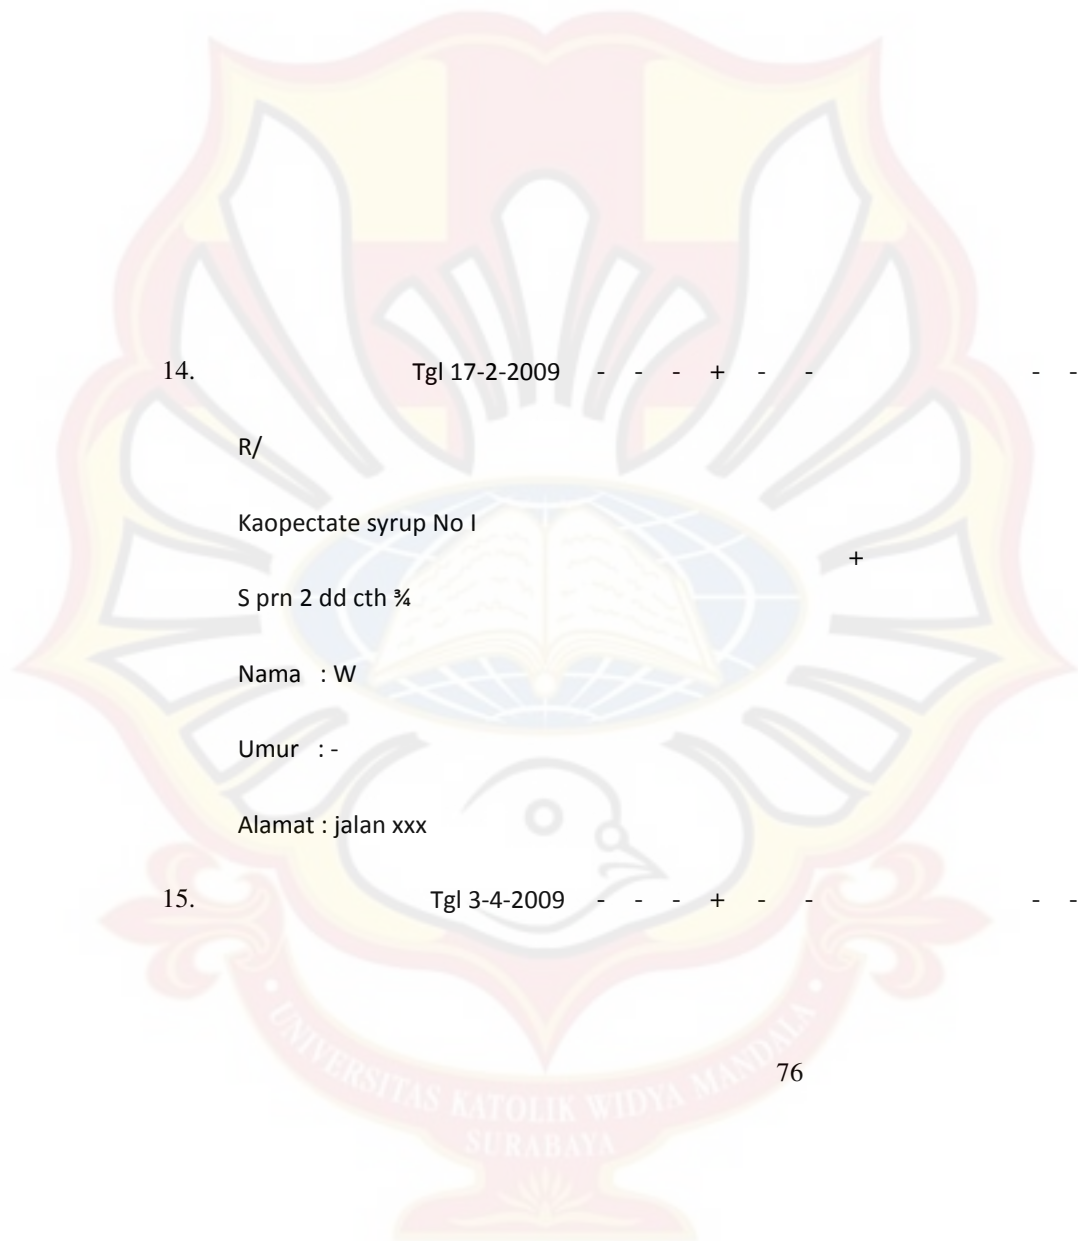 14. Tgl 17-2-2009 - - - + - - - -
R/
Kaopectate syrup No I
+
S prn 2 dd cth ¾
Nama : W
Umur : -
Alamat : jalan xxx
15. Tgl 3-4-2009 - - - + - - - -
76
UNIVERSITAS KATOLIK WIDYA MANDALA
SURABAYA